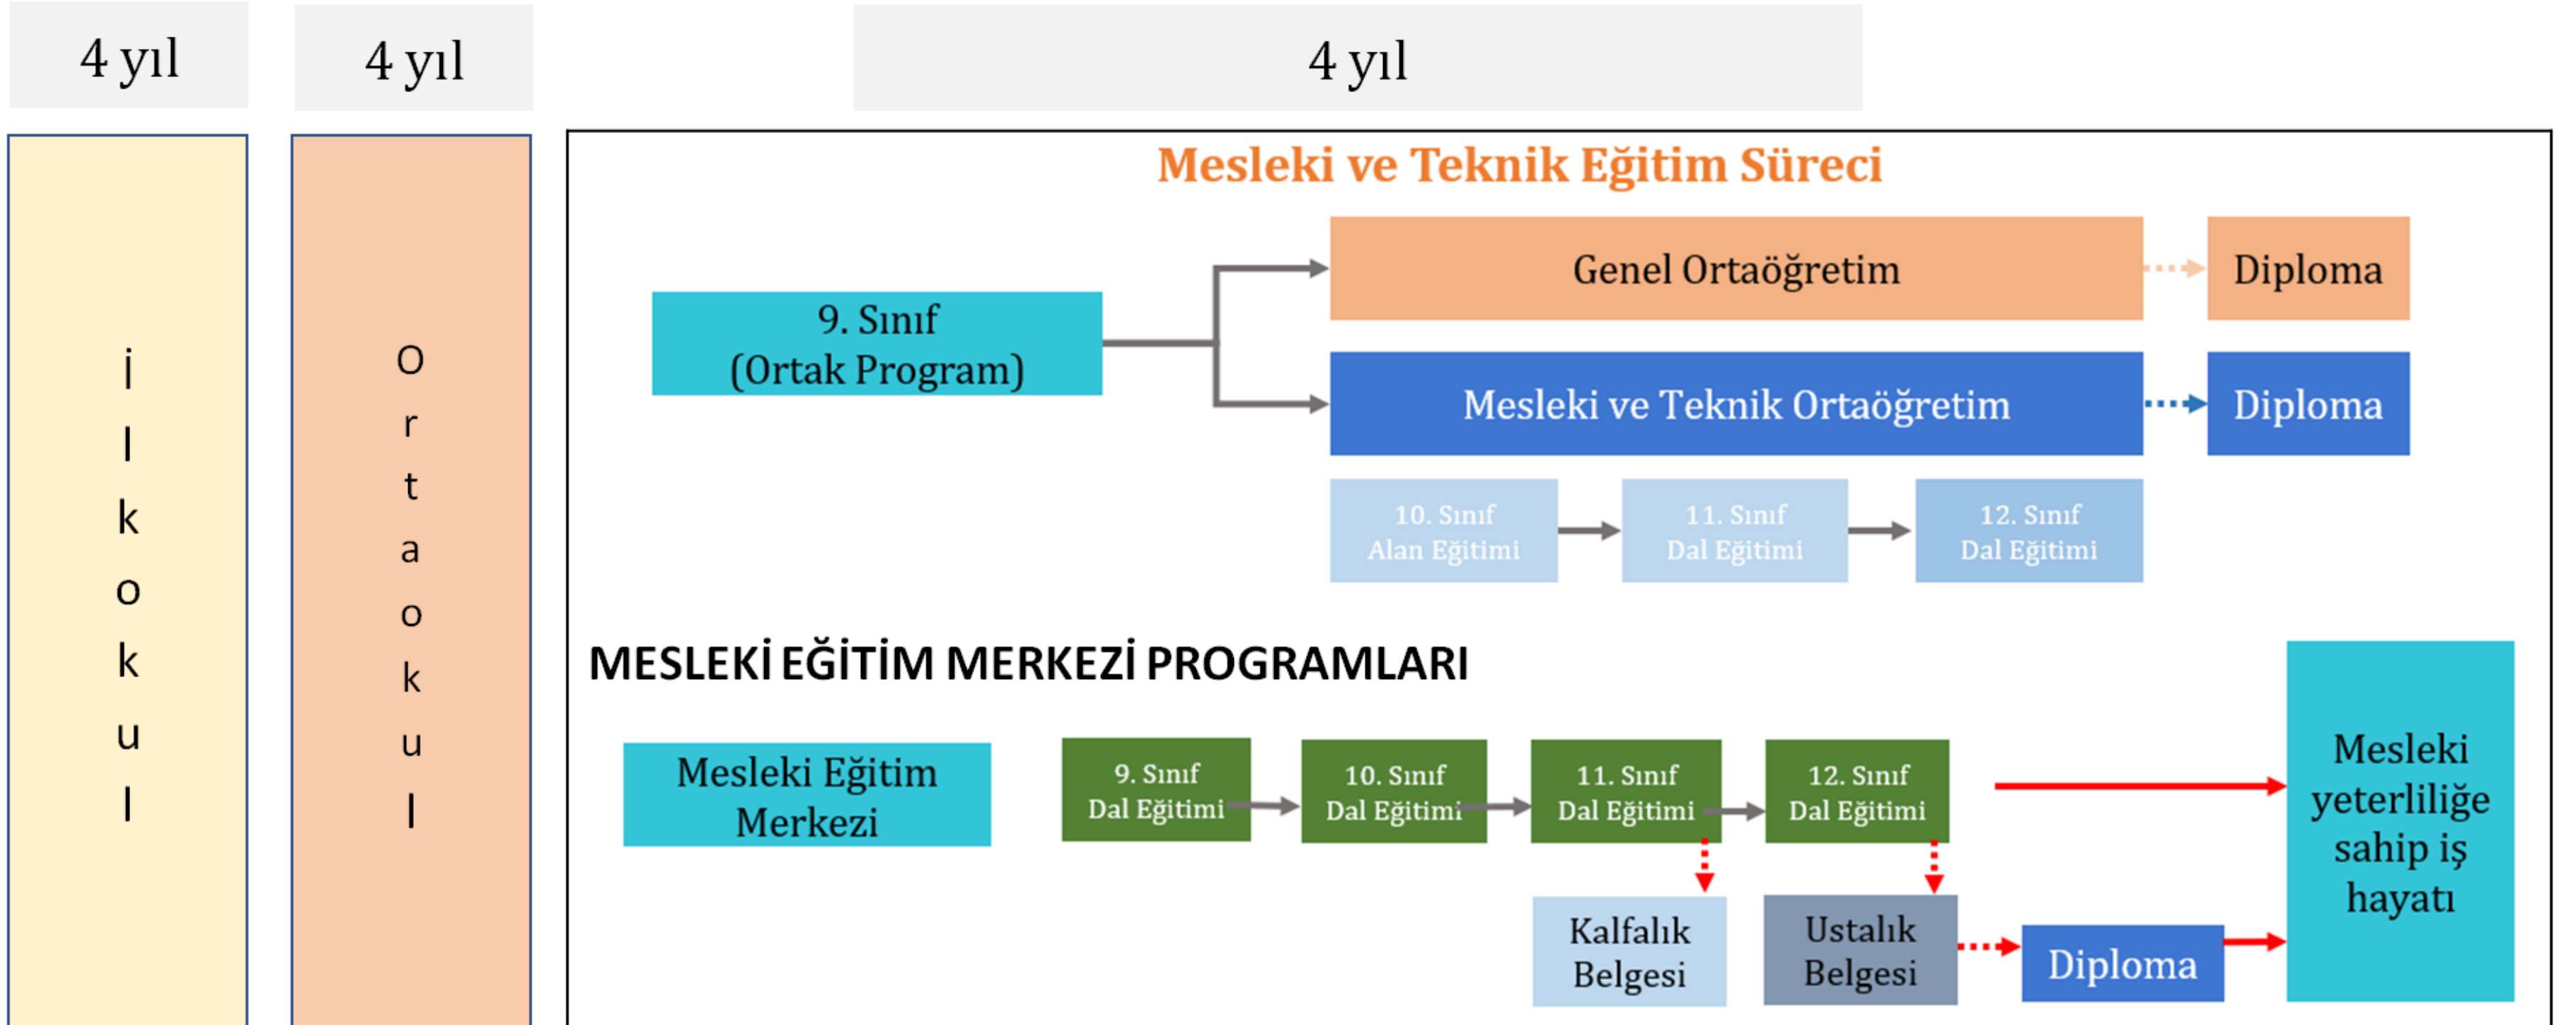 4 yıl
4 yıl
4 yıl
İlkokul
Ortaokul
Mesleki ve Teknik Eğitim Süreci
9. Sınıf
(Ortak Program)
Genel Ortaöğretim
Diploma
Mesleki ve Teknik Ortaöğretim
Diploma
10. Sınıf
Alan Eğitimi
11. Sınıf
Dal Eğitimi
12. Sınıf
Dal Eğitimi
MESLEKİ EĞİTİM MERKEZİ PROGRAMLARI
Mesleki Eğitim
Merkezi
9. Sınıf
Dal Eğitimi
10. Sınıf
Dal Eğitimi
11. Sınıf
Dal Eğitimi
12. Sınıf
Dal Eğitimi
Kalfalık
Belgesi
Ustalık
Belgesi
Diploma
Mesleki
yeterliliğe
sahip iş
hayatı